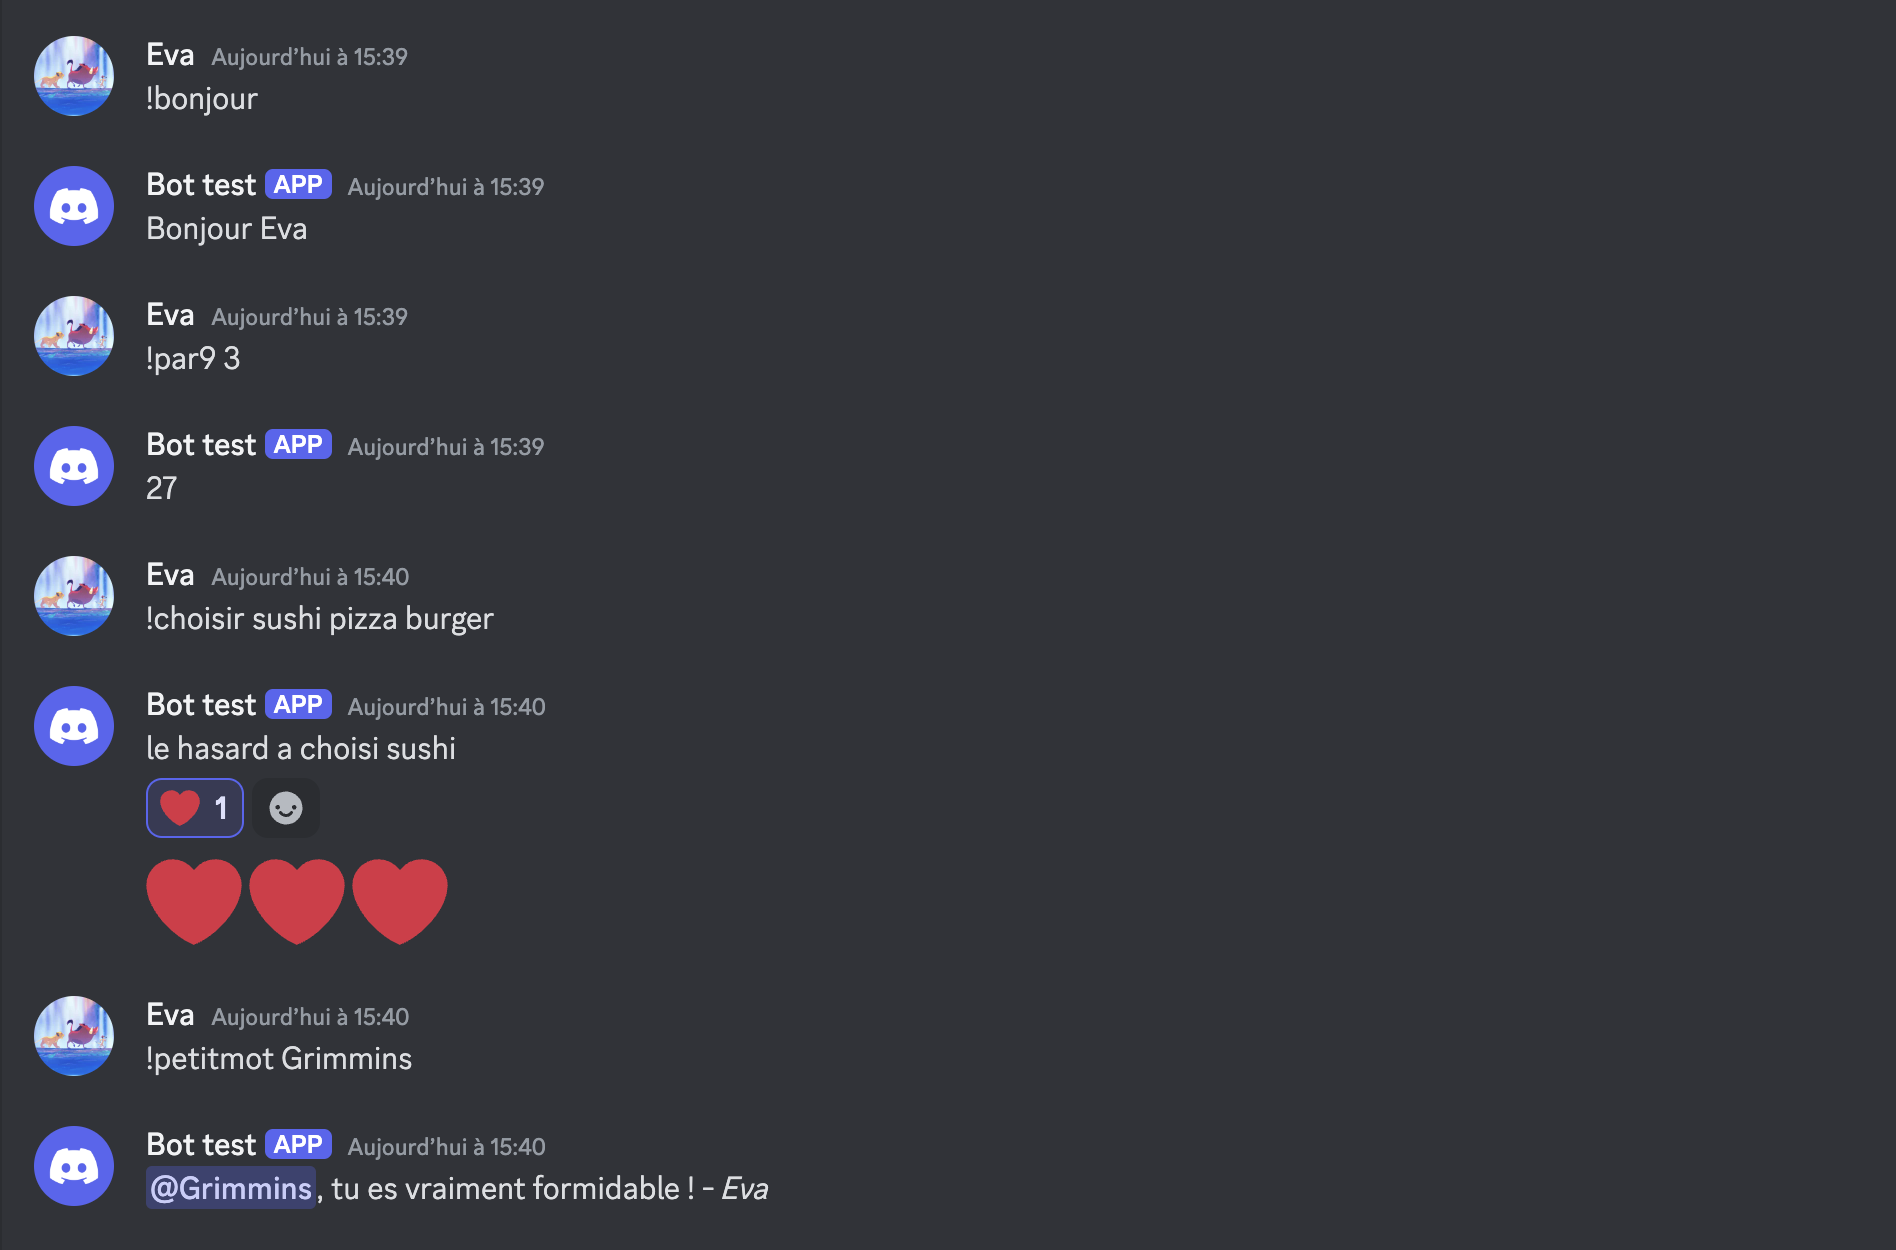 Eva Aujourd’hui à 15:39
!bonjour
Bot test APP Aujourd’hui à 15:39
Bonjour Eva
Eva Aujourd’hui à 15:39
!par9 3
Bot test APP Aujourd’hui à 15:39
27
Eva Aujourd’hui à 15:40
!choisir sushi pizza burger
Bot test APP Aujourd’hui à 15:40
le hasard a choisi sushi
❤️ 1
❤️❤️❤️
Eva Aujourd’hui à 15:40
!petitmot Grimmins
Bot test APP Aujourd’hui à 15:40
@Grimmins, tu es vraiment formidable ! - Eva